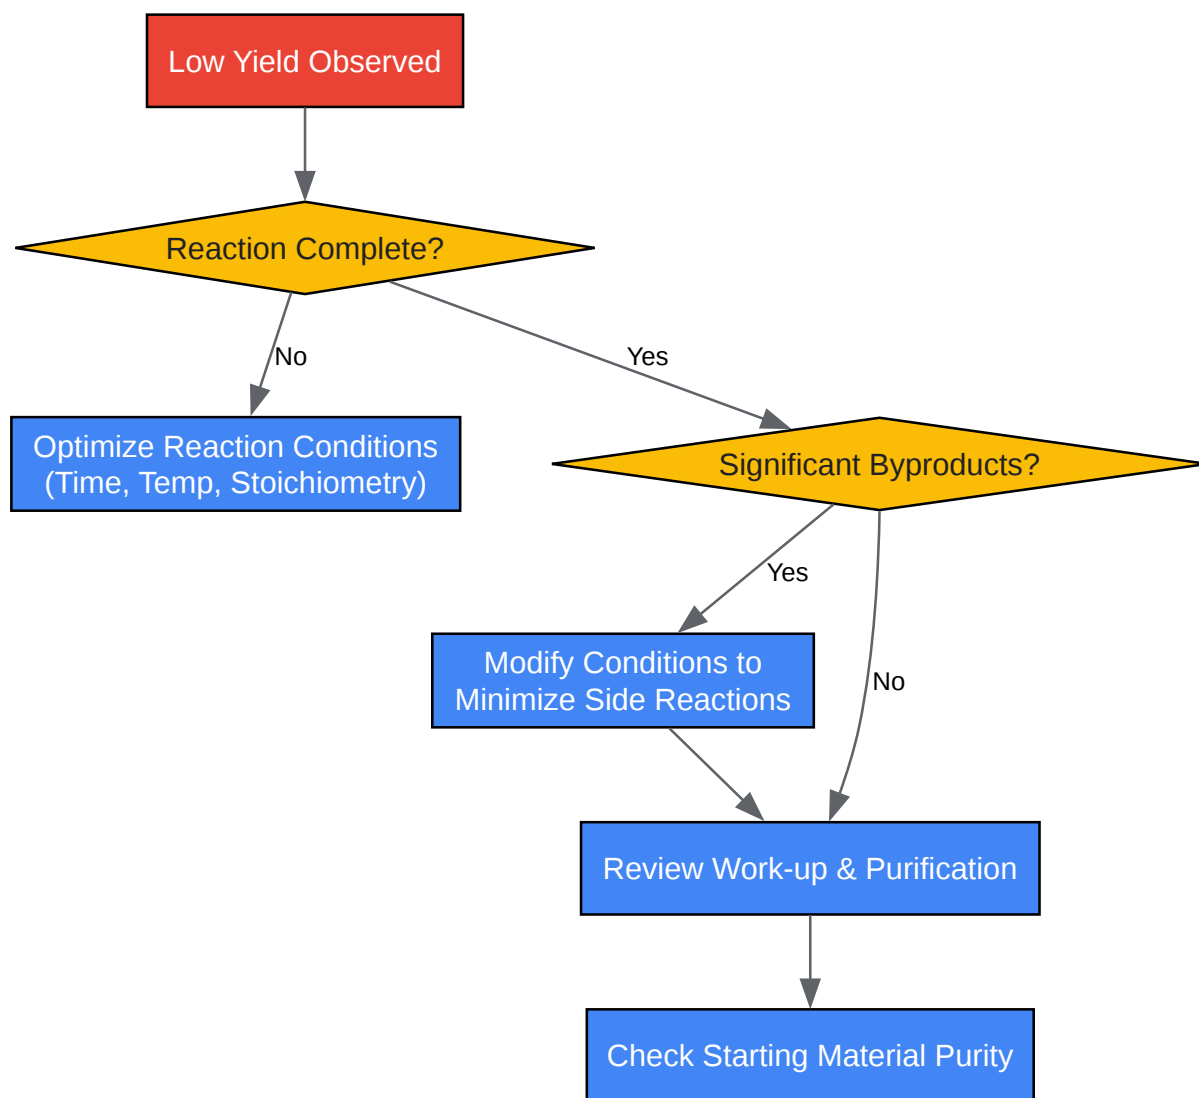 Low Yield Observed
Reaction Complete?
No
Yes
Optimize Reaction Conditions
(Time, Temp, Stoichiometry)
Significant Byproducts?
Yes
Modify Conditions to
Minimize Side Reactions
No
Review Work-up & Purification
Check Starting Material Purity